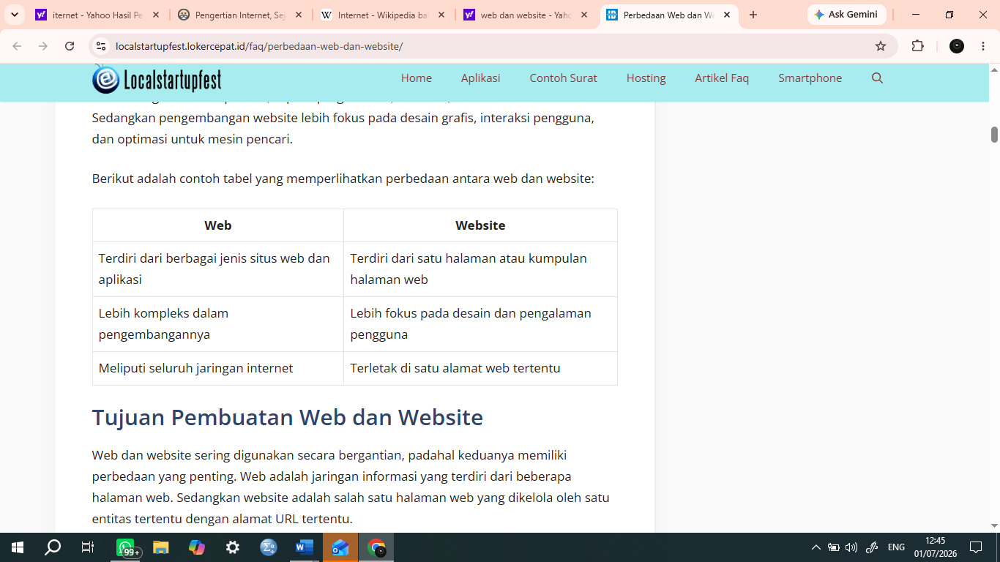 iternet - Yahoo Hasil Pe
Pengertian Internet, Sej
Internet - Wikipedia bah
web dan website - Yaho
Perbedaan Web dan We
Ask Gemini
localstartupfest.lokercepat.id/faq/perbedaan-web-dan-website/
Localstartupfest
Home
Aplikasi
Contoh Surat
Hosting
Artikel Faq
Smartphone
Sedangkan pengembangan website lebih fokus pada desain grafis, interaksi pengguna,
dan optimasi untuk mesin pencari.
Berikut adalah contoh tabel yang memperlihatkan perbedaan antara web dan website:
Web
Website
Terdiri dari berbagai jenis situs web dan
aplikasi
Terdiri dari satu halaman atau kumpulan
halaman web
Lebih kompleks dalam
pengembangannya
Lebih fokus pada desain dan pengalaman
pengguna
Meliputi seluruh jaringan internet
Terletak di satu alamat web tertentu
Tujuan Pembuatan Web dan Website
Web dan website sering digunakan secara bergantian, padahal keduanya memiliki
perbedaan yang penting. Web adalah jaringan informasi yang terdiri dari beberapa
halaman web. Sedangkan website adalah salah satu halaman web yang dikelola oleh satu
entitas tertentu dengan alamat URL tertentu.
99+
ENG
12:45
01/07/2026